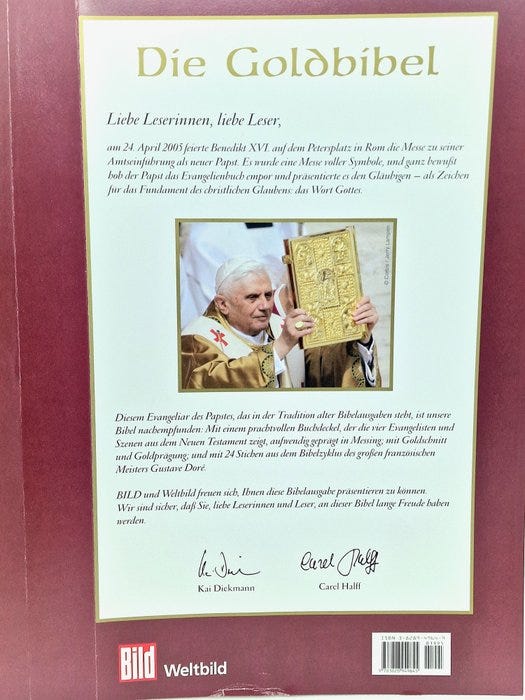 Die Goldbibel
Liebe Leserinnen, liebe Leser,
am 24. April 2005 feierte Benedikt XVI. auf dem Petersplatz in Rom die Messe zu seiner
Amtseinführung als neuer Papst. Es wurde eine Messe voller Symbole, und ganz bewußt
hob der Papst das Evangelienbuch empor und präsentierte es den Gläubigen – als Zeichen
für das Fundament des christlichen Glaubens: das Wort Gottes.
© Corbis / Jerry Lampen
Diesem Evangeliar des Papstes, das in der Tradition alter Bibelausgaben steht, ist unsere
Bibel nachempfunden: Mit einem prachtvollen Buchdeckel, der die vier Evangelisten und
Szenen aus dem Neuen Testament zeigt, aufwendig geprägt in Messing; mit Goldschnitt
und Goldprägung; und mit 24 Stichen aus dem Bibelzyklus des großen französischen
Meisters Gustave Doré.
BILD und Weltbild freuen sich, Ihnen diese Bibelausgabe präsentieren zu können.
Wir sind sicher, daß Sie, liebe Leserinnen und Leser, an dieser Bibel lange Freude haben
werden.
Kai Diekmann
Carel Halff
Bild
Weltbild